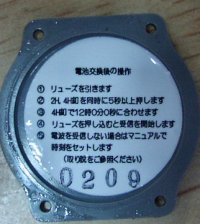 電池交換後の操作
① リューズを引きます
② 2H, 4H釦を同時に5秒以上押します
③ 4H釦で12時0分0秒に合わせます
④ リューズを押し込むと受信を開始します
⑤ 電波を受信しない場合はマニュアルで
時刻をセットします
(取説をご参照ください)
0209